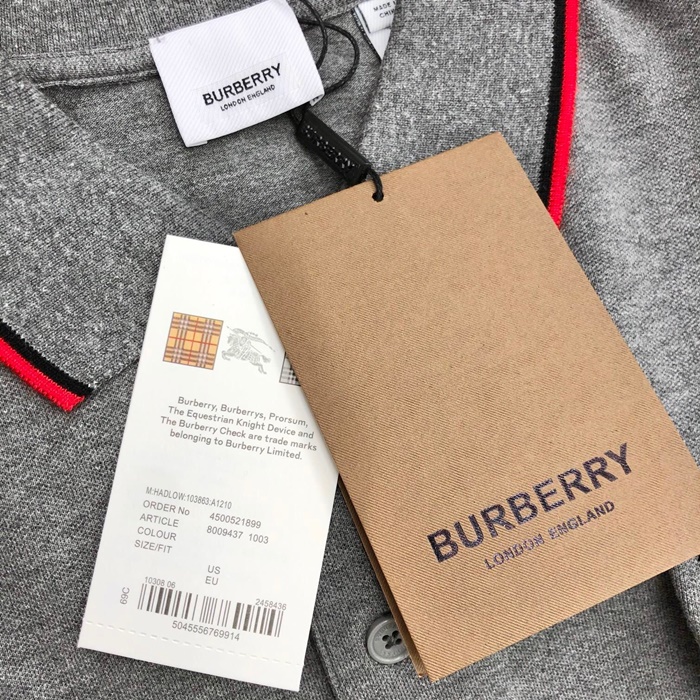 BURBERRY
LONDON ENGLAND
MADE
CHI
Burberry, Burberrys, Prorsum,
The Equestrian Knight Device and
The Burberry Check are trade marks
belonging to Burberry Limited.
M:HADLOW:103863:A1210
ORDER No 4500521899
ARTICLE 8009437 1003
COLOUR
SIZE/FIT
US
EU
69C
10308 06
2458436
5045556769914
BURBERRY
LONDON ENGLAND